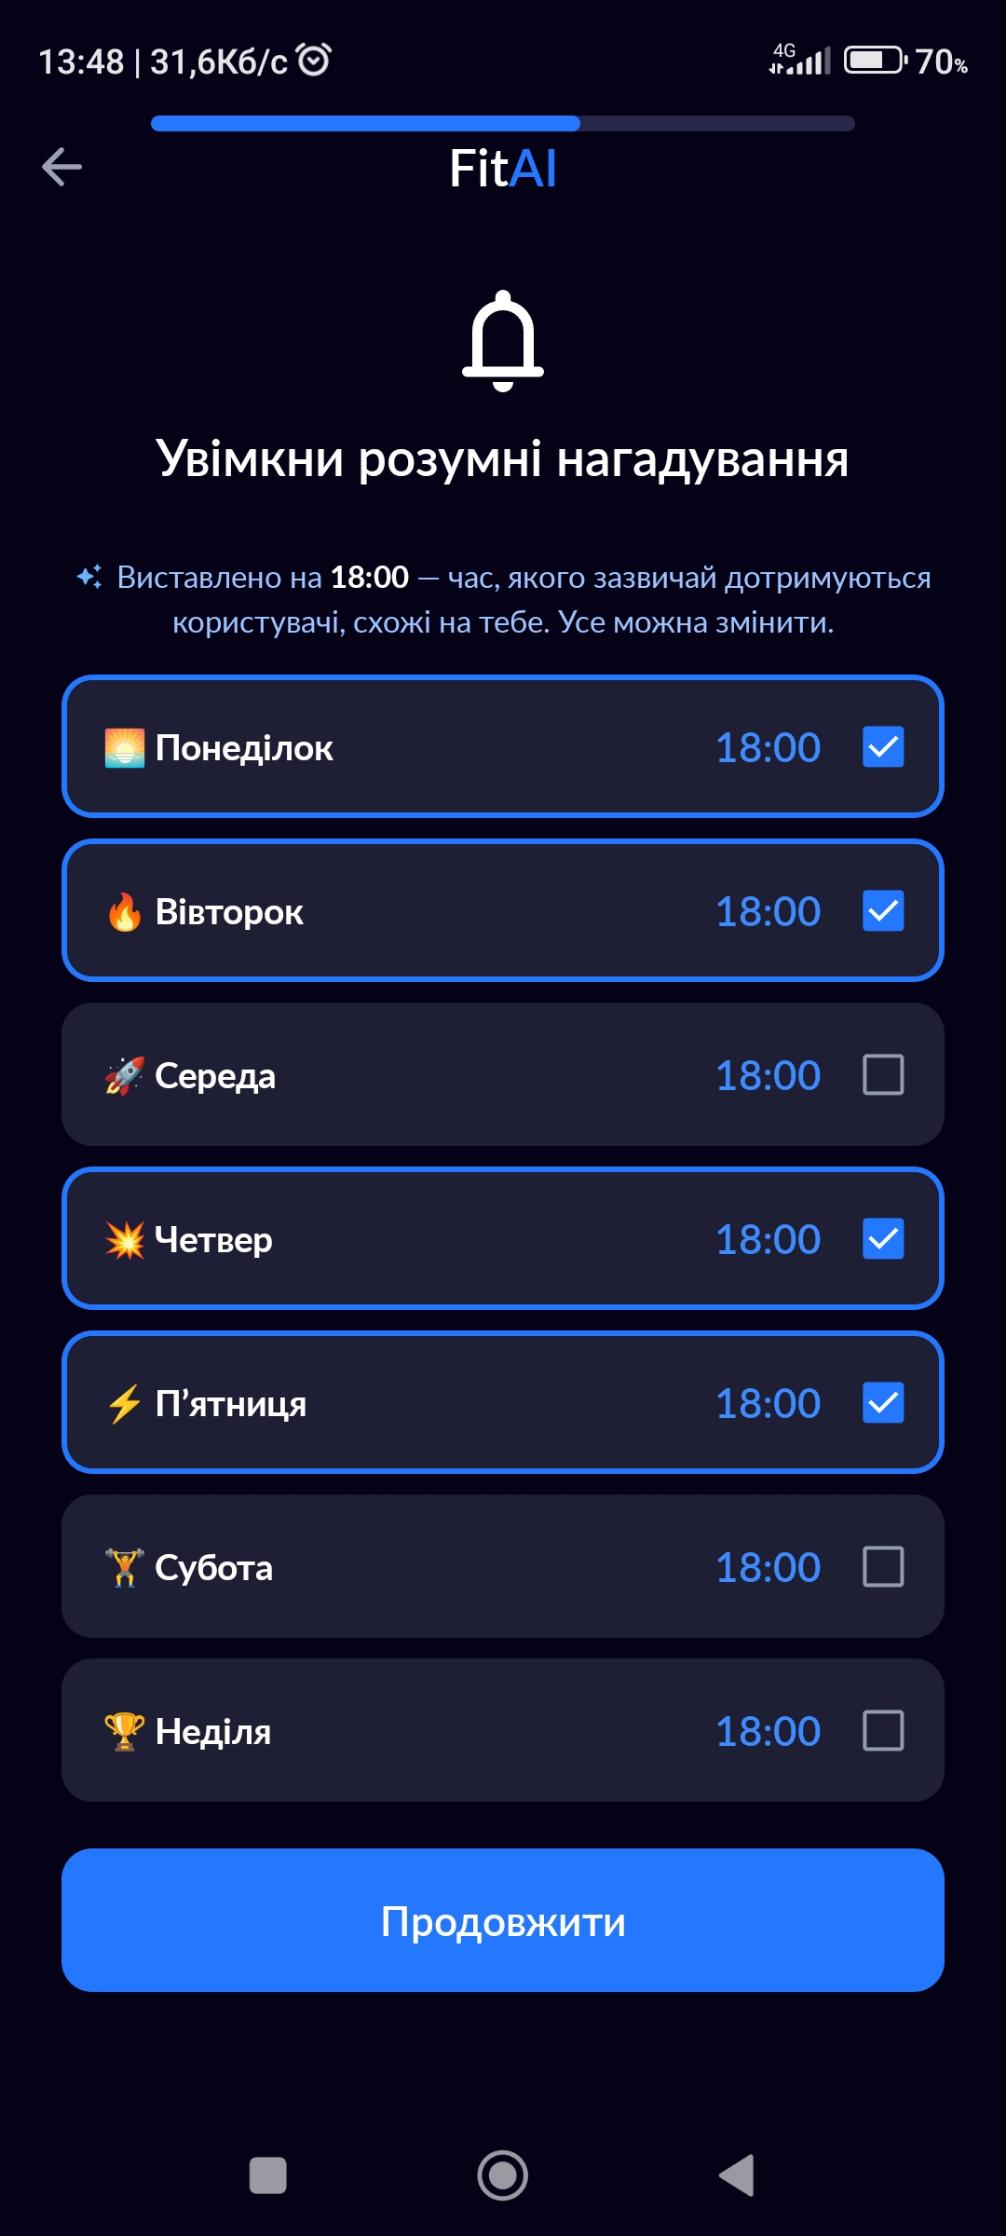 13:48 | 31,6Кб/с 4G 70%
FitAI
Увімкни розумні нагадування
Виставлено на 18:00 — час, якого зазвичай дотримуються
користувачі, схожі на тебе. Усе можна змінити.
Понеділок 18:00
Вівторок 18:00
Середа 18:00
Четвер 18:00
П’ятниця 18:00
Субота 18:00
Неділя 18:00
Продовжити